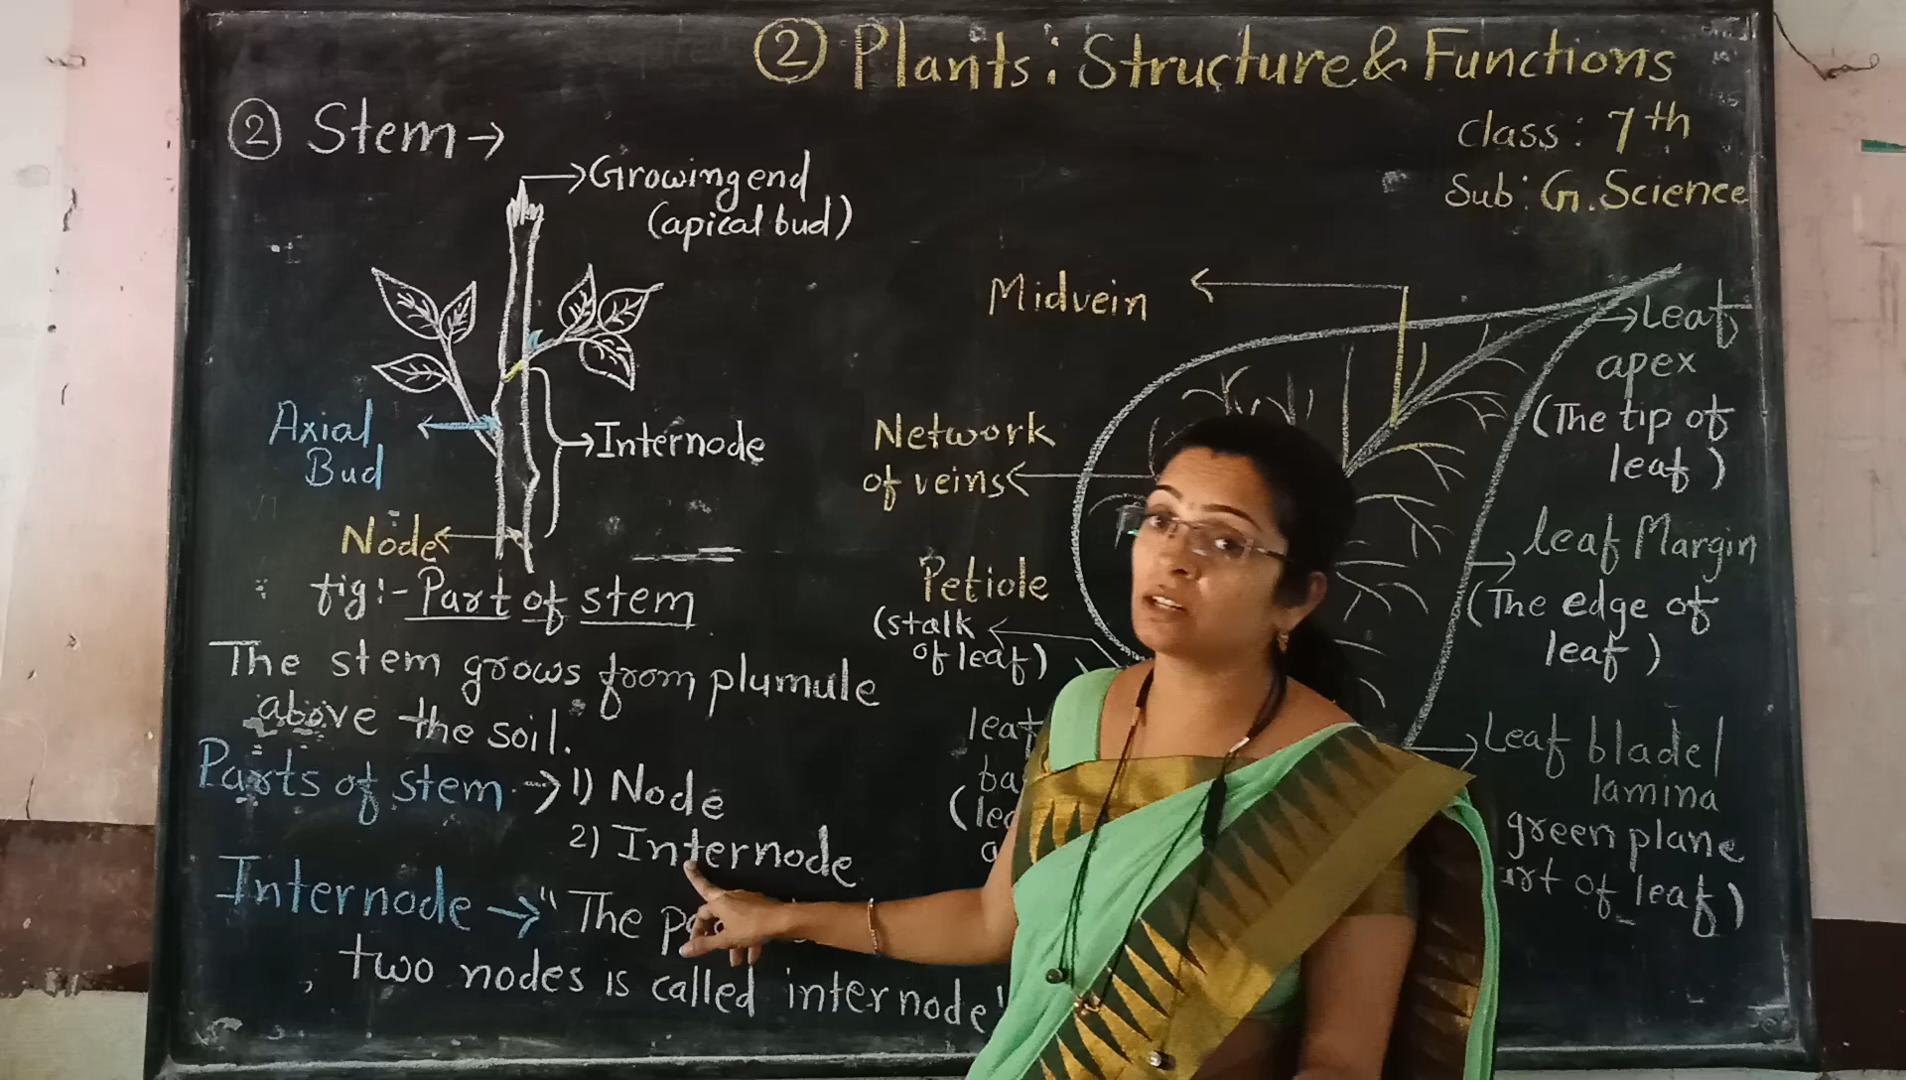 ② Plants: Structure & Functions
Class: 7th
Sub: G. Science
② Stem →
Growing end
(apical bud)
Axial
Bud
Internode
Node
fig:- Part of stem
The stem grows from plumule
above the soil.
Parts of stem → 1) Node
2) Internode
Internode → "The
two nodes is called internode"
Midvein
Network
of veins
Petiole
(stalk
of leaf)
leaf
Leaf
apex
(The tip of
leaf)
leaf Margin
(The edge of
leaf)
Leaf blade/
lamina
green plane
of leaf)